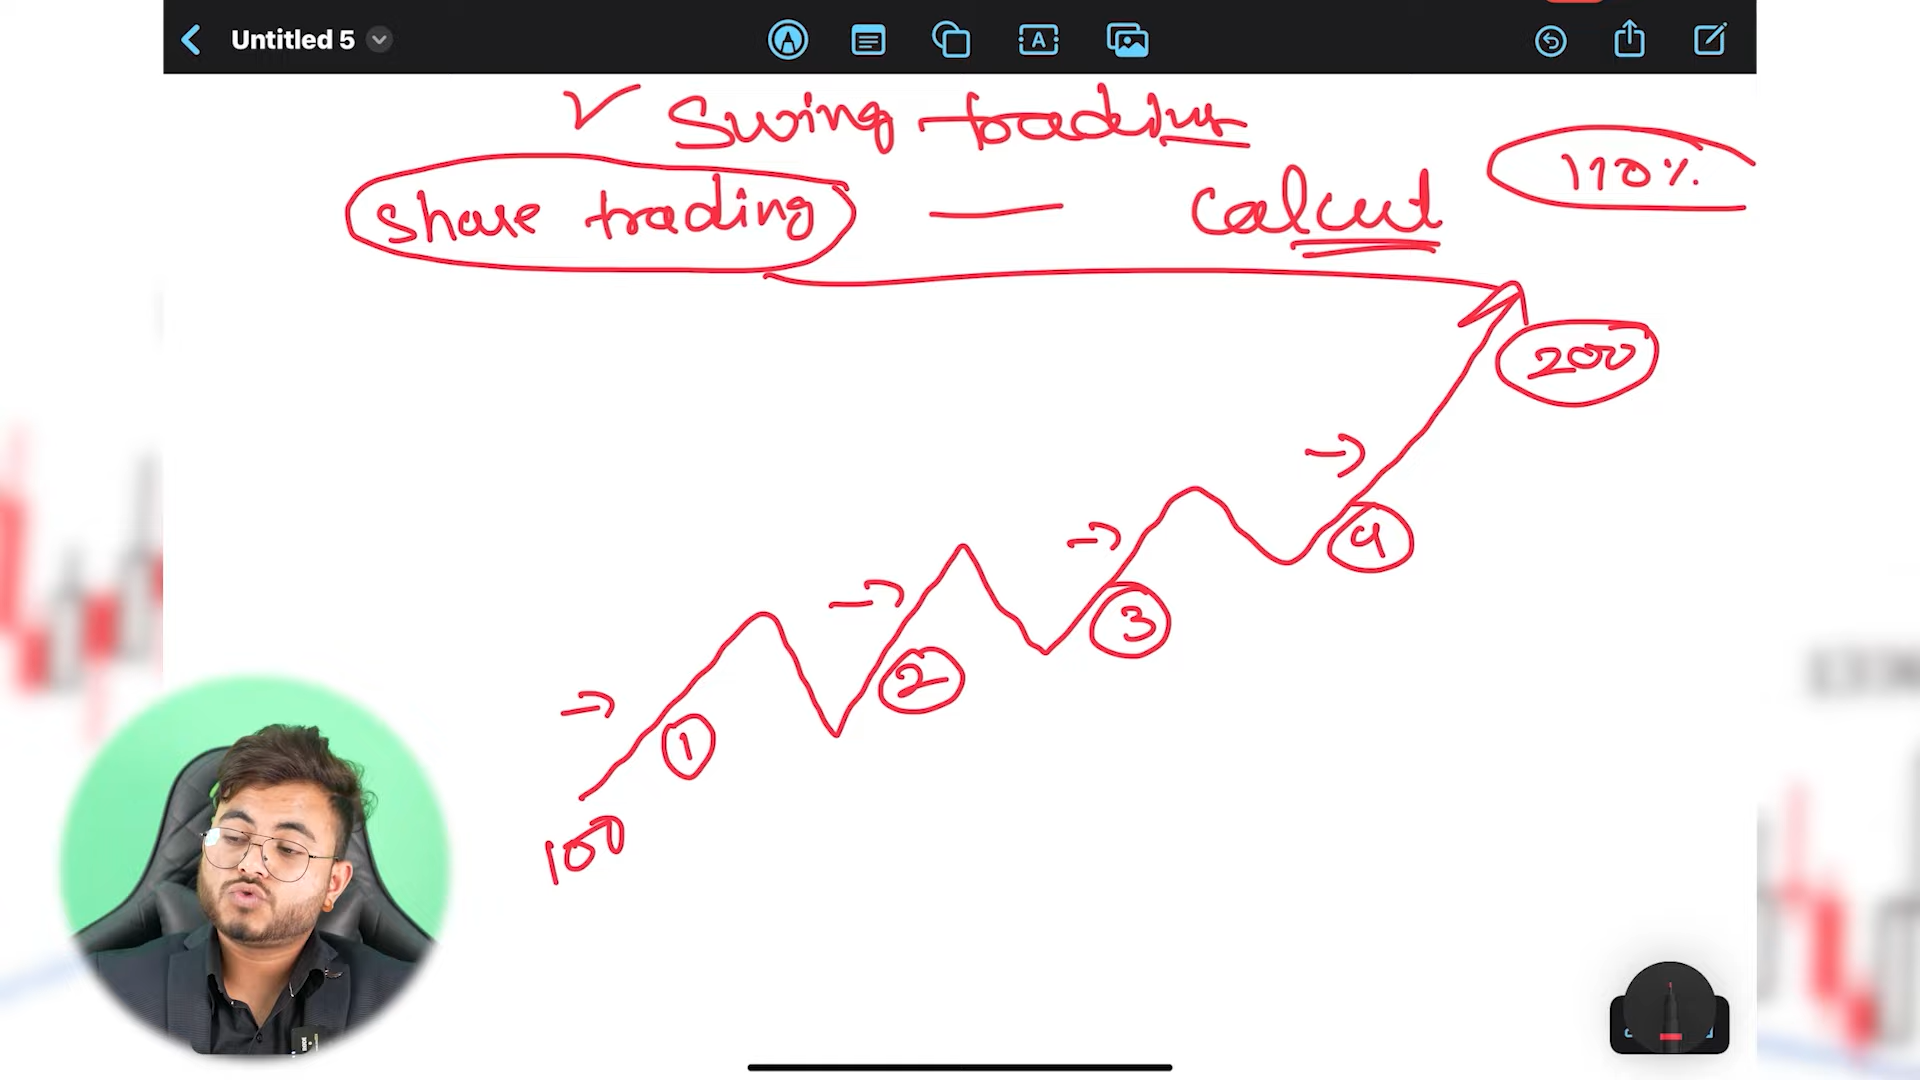 Untitled 5
A
Swing trading
share trading — calcut 110%
200
4
3
2
1
100